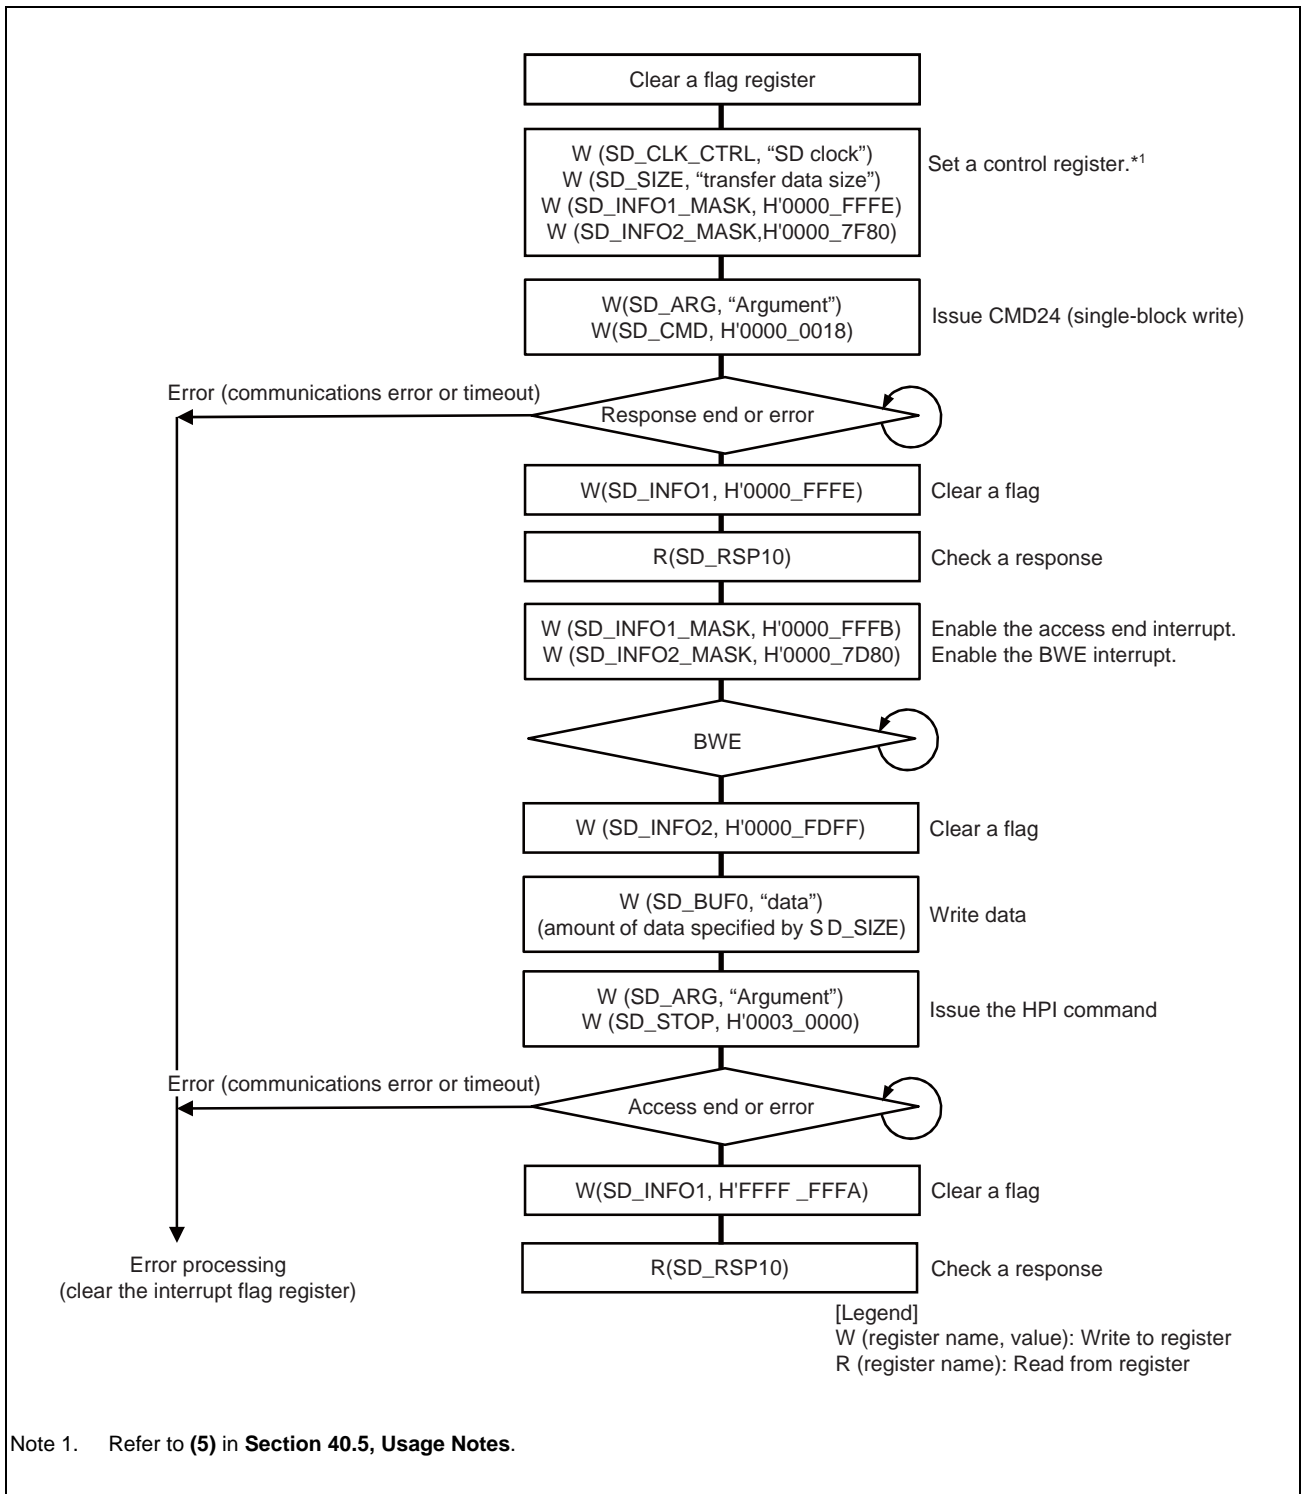 Clear a flag register
W (SD_CLK_CTRL, “SD clock”)
W (SD_SIZE, “transfer data size”)
W (SD_INFO1_MASK, H'0000_FFFE)
W (SD_INFO2_MASK,H'0000_7F80)
Set a control register.*1
W(SD_ARG, “Argument”)
W(SD_CMD, H'0000_0018)
Issue CMD24 (single-block write)
Error (communications error or timeout)
Response end or error
W(SD_INFO1, H'0000_FFFE)
Clear a flag
R(SD_RSP10)
Check a response
W (SD_INFO1_MASK, H'0000_FFFB)
W (SD_INFO2_MASK, H'0000_7D80)
Enable the access end interrupt.
Enable the BWE interrupt.
BWE
W (SD_INFO2, H'0000_FDFF)
Clear a flag
W (SD_BUF0, “data”)
(amount of data specified by S D_SIZE)
Write data
W (SD_ARG, “Argument”)
W (SD_STOP, H'0003_0000)
Issue the HPI command
Error (communications error or timeout)
Access end or error
W(SD_INFO1, H'FFFF _FFFA)
Clear a flag
R(SD_RSP10)
Check a response
Error processing
(clear the interrupt flag register)
[Legend]
W (register name, value): Write to register
R (register name): Read from register
Note 1. Refer to (5) in Section 40.5, Usage Notes.